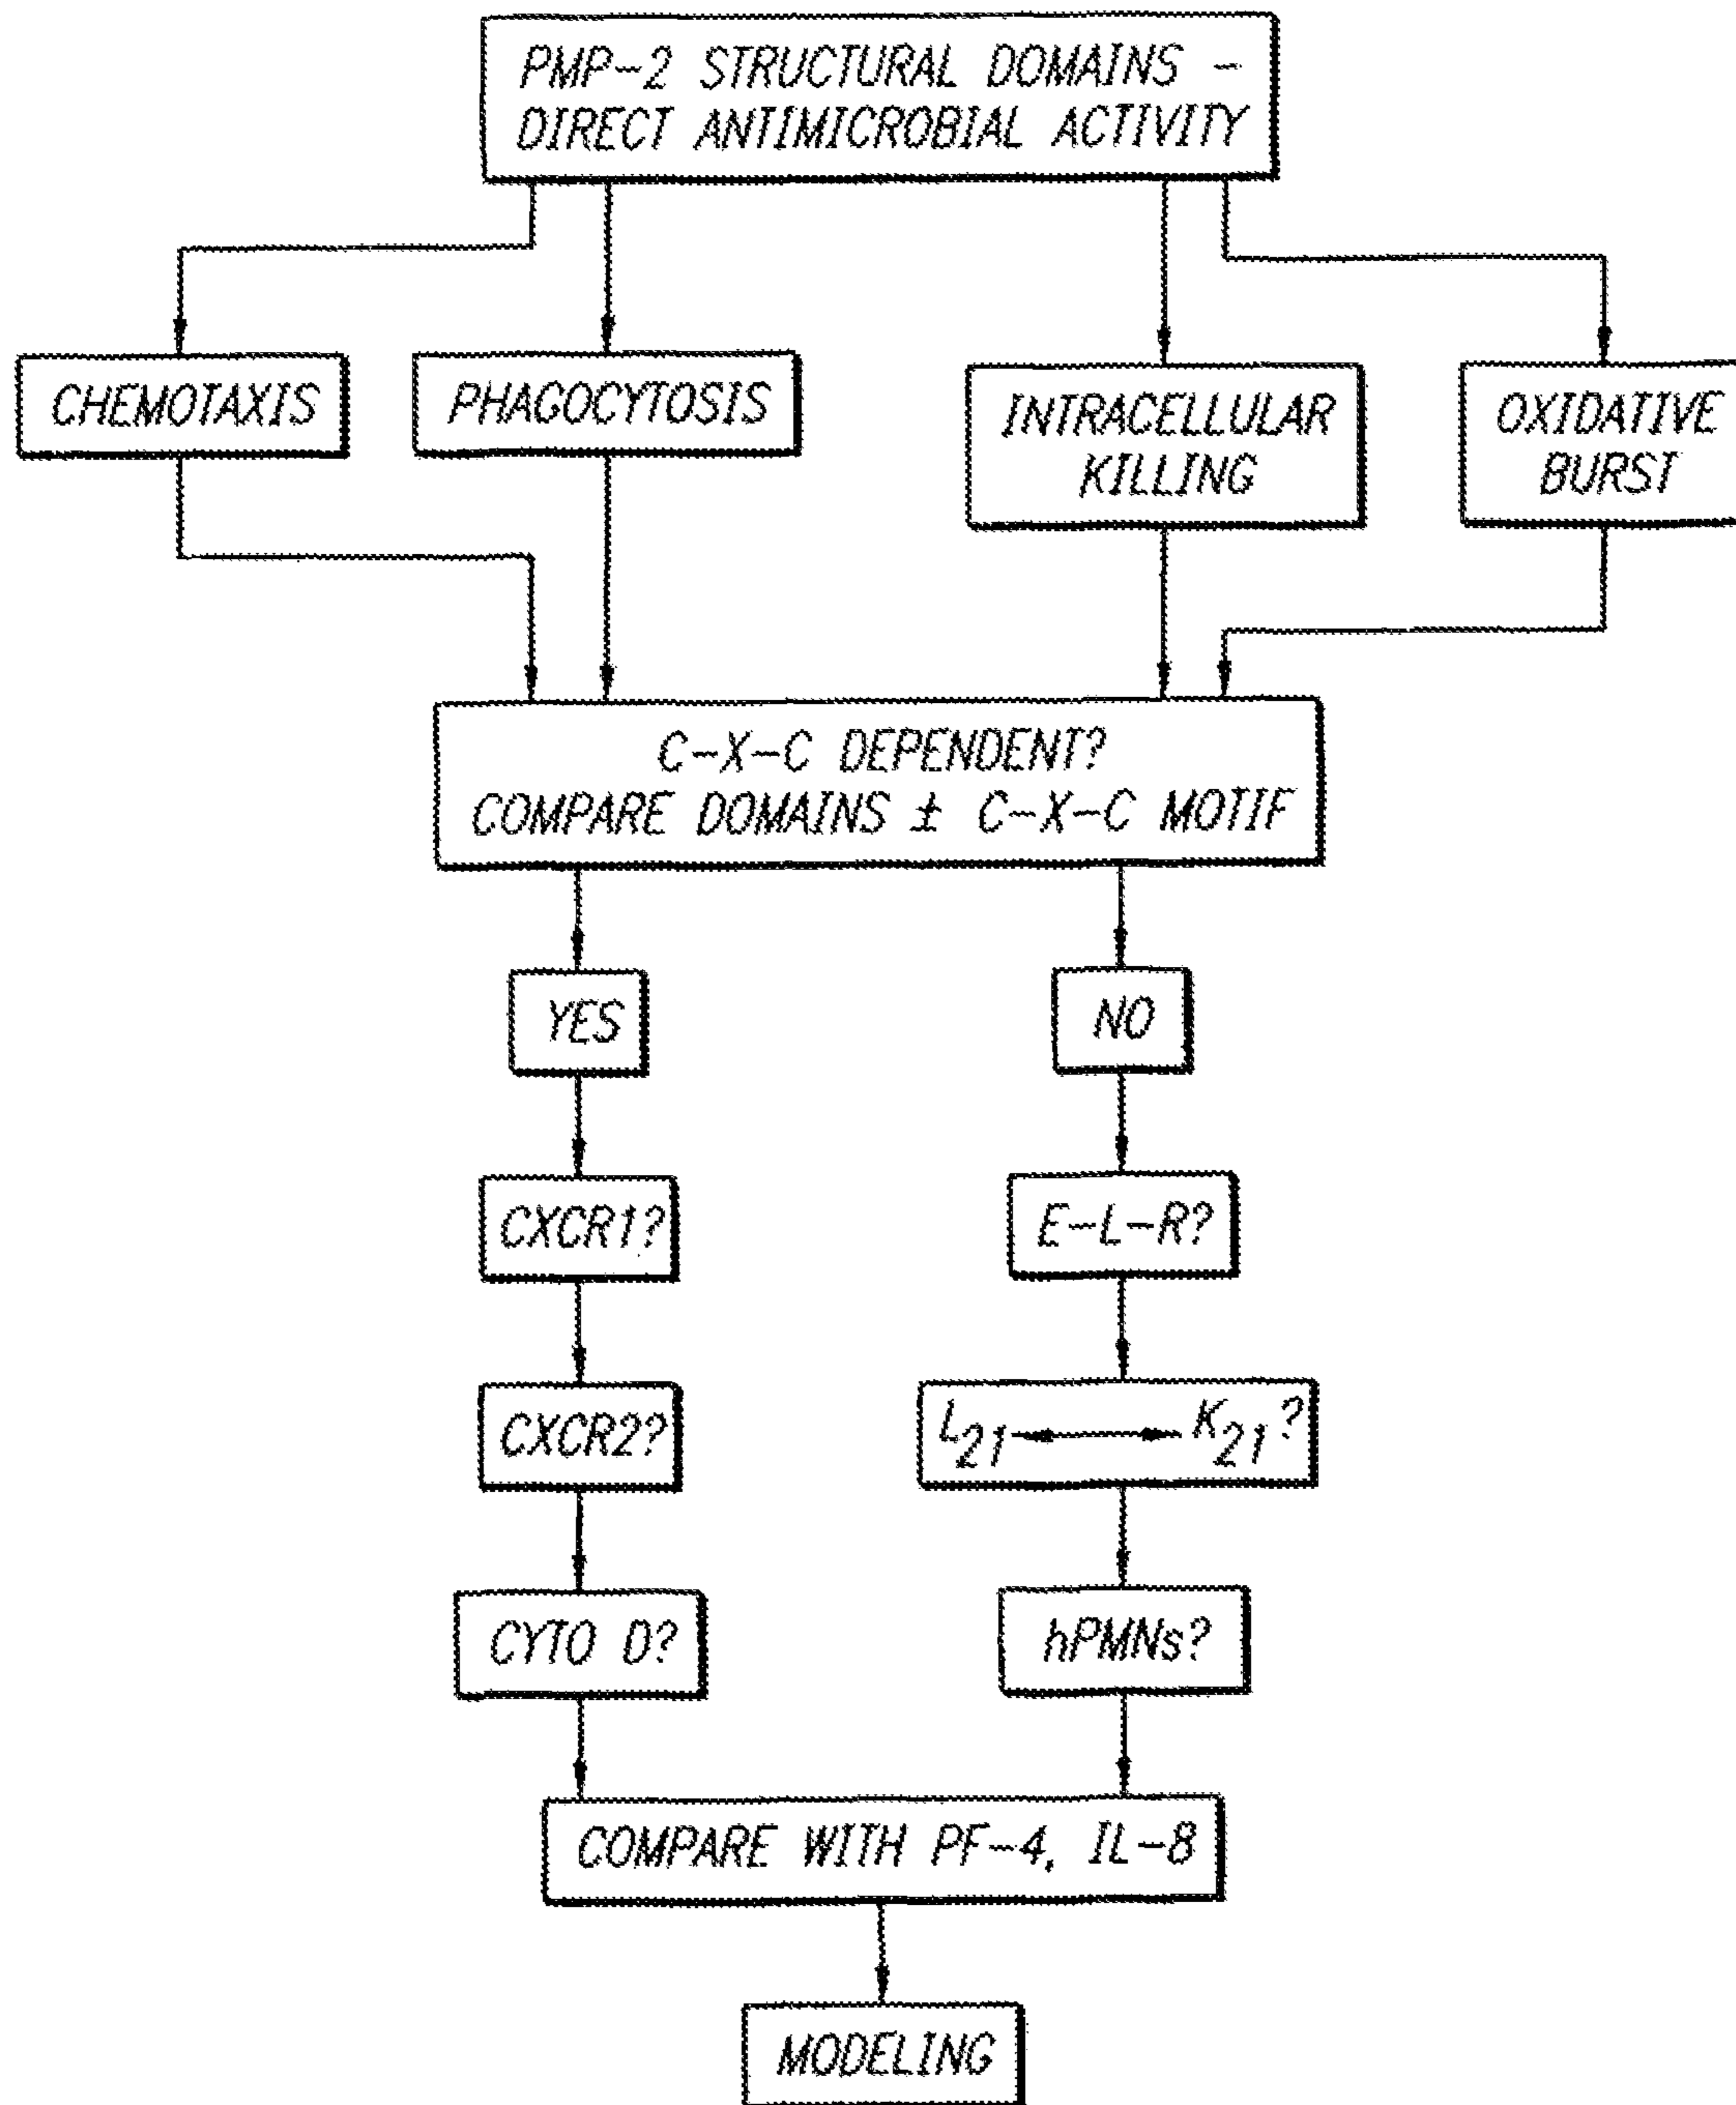 PMP-2 STRUCTURAL DOMAINS -
DIRECT ANTIMICROBIAL ACTIVITY
CHEMOTAXIS
PHAGOCYTOSIS
INTRACELLULAR
KILLING
OXIDATIVE
BURST
C-X-C DEPENDENT?
COMPARE DOMAINS ± C-X-C MOTIF
YES
NO
CXCR1?
E-L-R?
CXCR2?
L21 ↔ K21?
CYTO D?
hPMNs?
COMPARE WITH PF-4, IL-8
MODELING